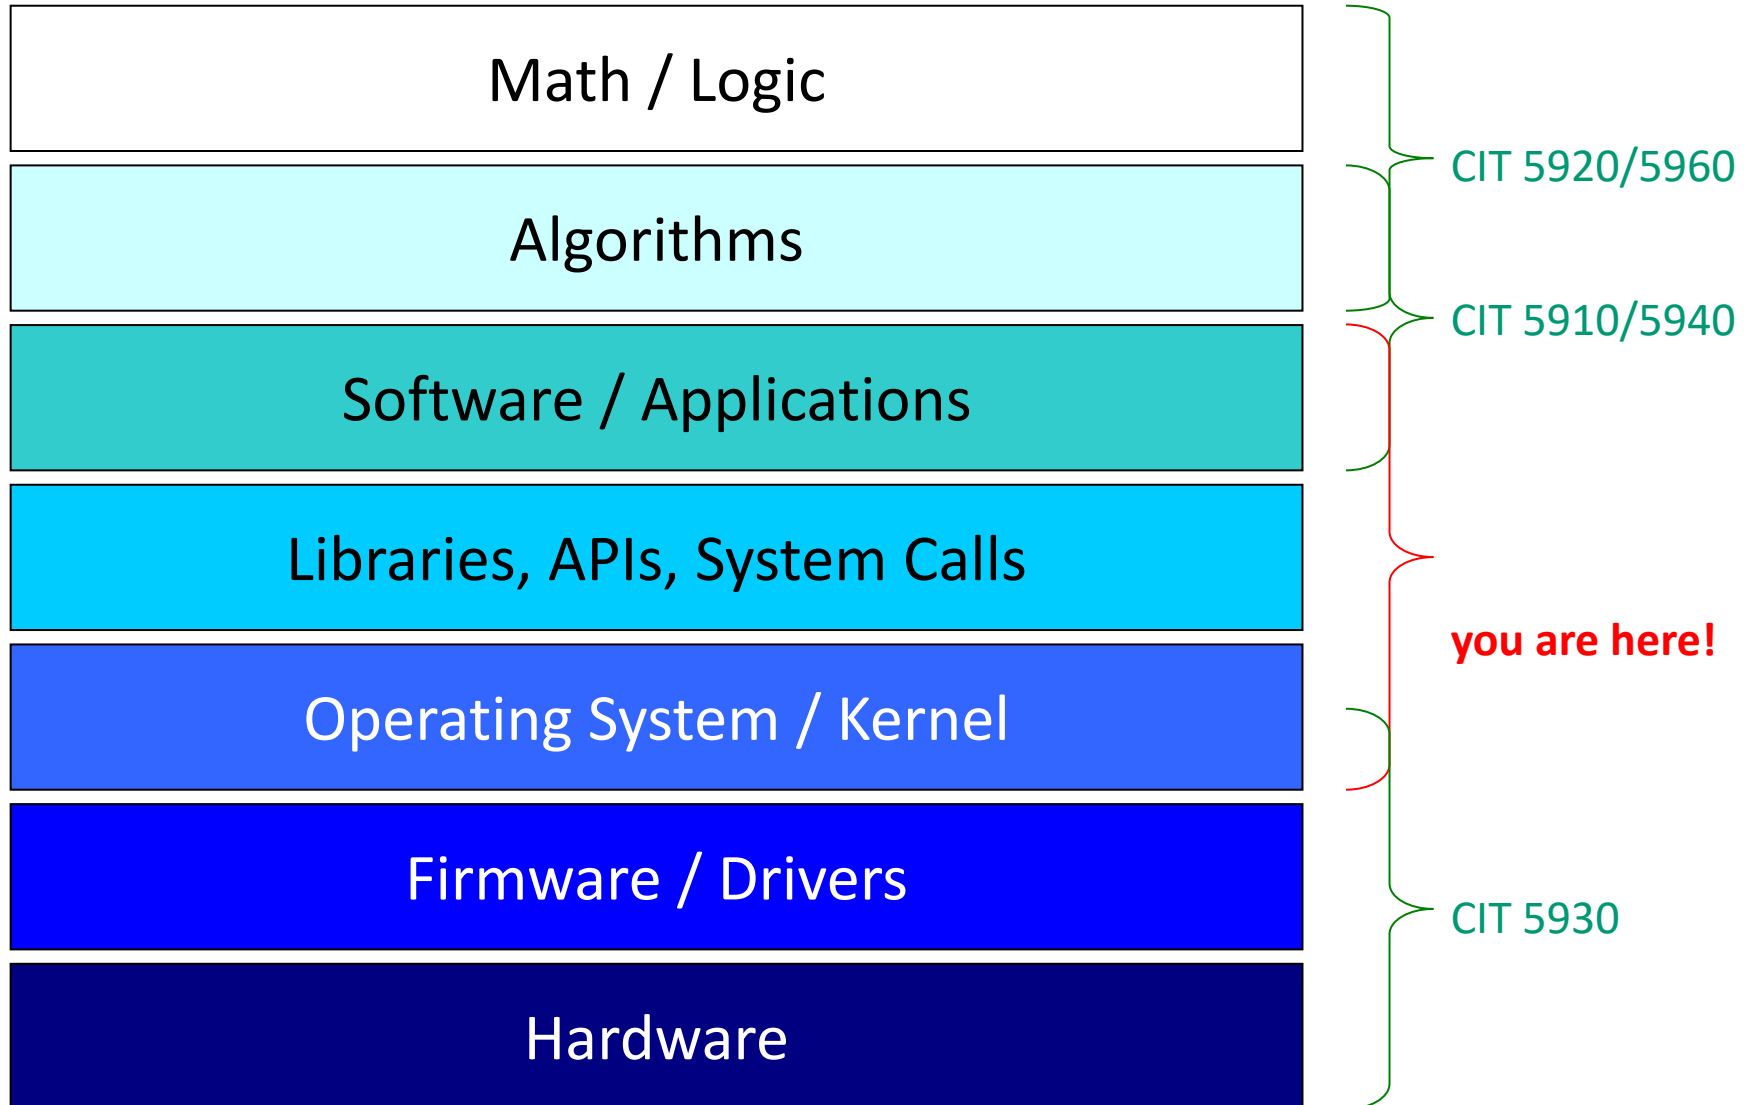 Math / Logic
CIT 5920/5960
Algorithms
CIT 5910/5940
Software / Applications
Libraries, APIs, System Calls
you are here!
Operating System / Kernel
Firmware / Drivers
CIT 5930
Hardware